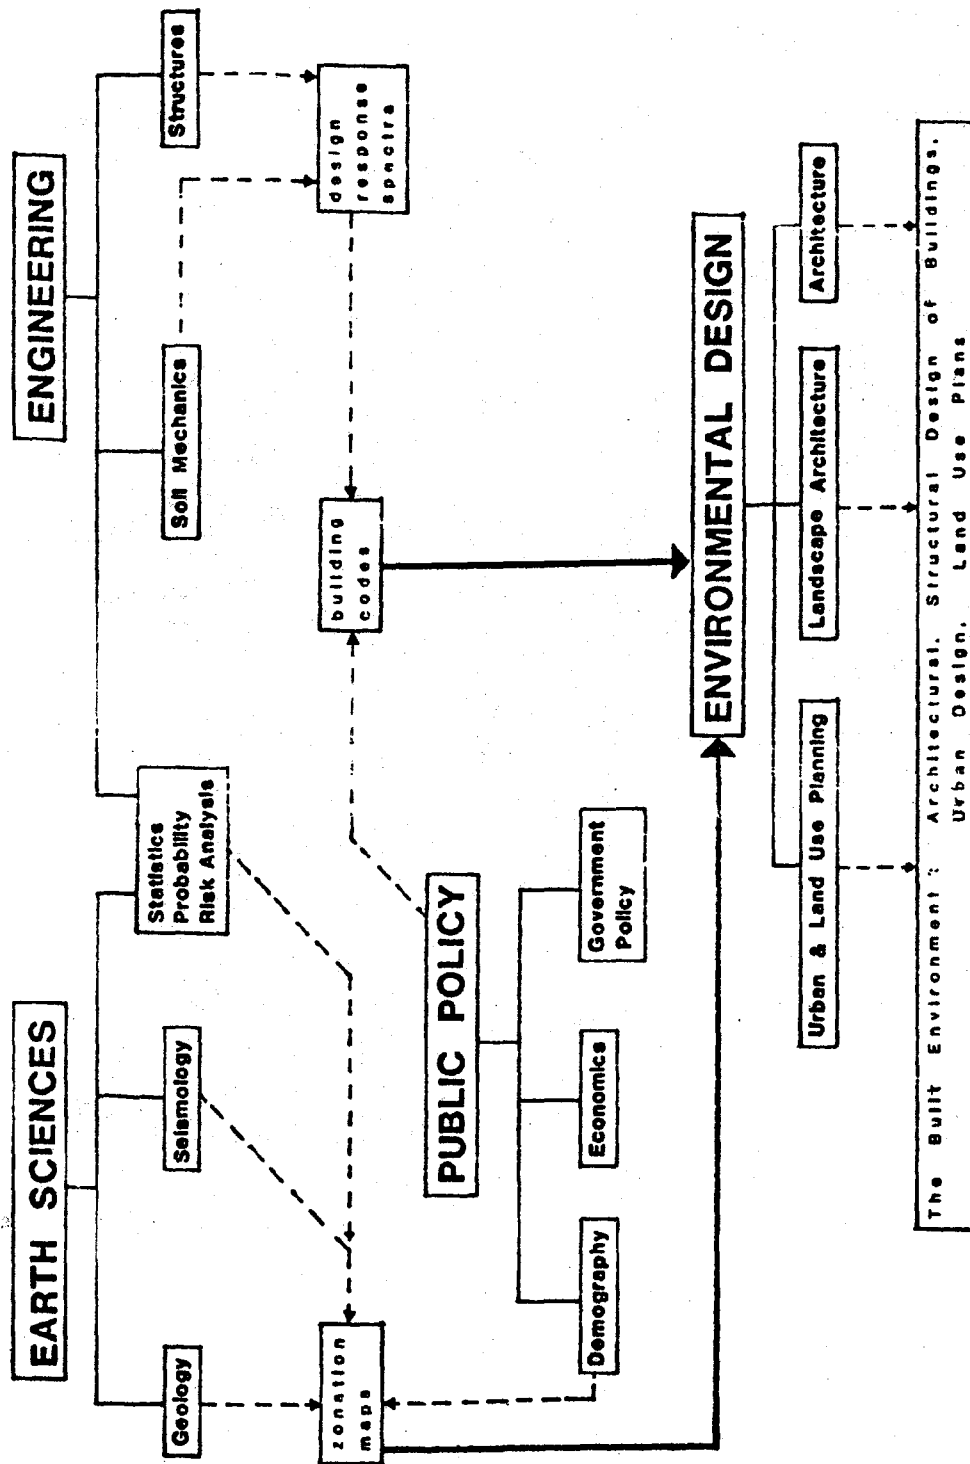 EARTH SCIENCES
ENGINEERING
Geology
Seismology
Statistics
Probability
Risk Analysis
Soil Mechanics
Structures
zonation
maps
building
codes
design
response
spectra
PUBLIC POLICY
Demography
Economics
Government
Policy
ENVIRONMENTAL DESIGN
Urban & Land Use Planning
Landscape Architecture
Architecture
The Built Environment: Architectural, Structural Design of Buildings,
Urban Design, Land Use Plans